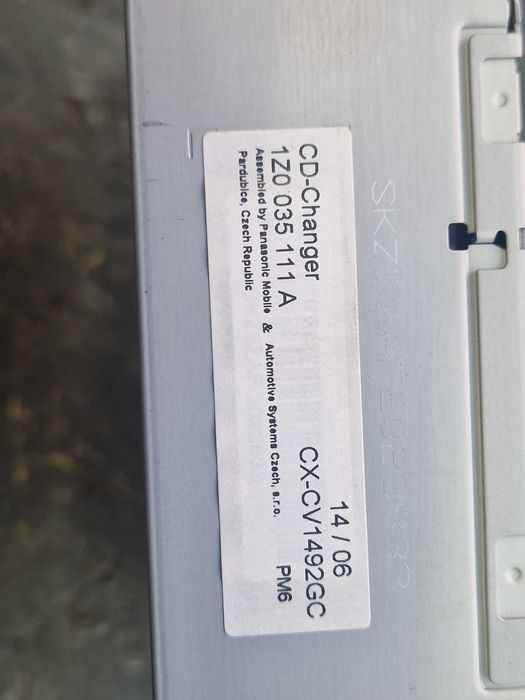 CD-Changer 14 / 06
1Z0 035 111 A CX-CV1492GC
Assembled by Panasonic Mobile & Automotive Systems Czech, s.r.o. PM6
Pardubice, Czech Republic